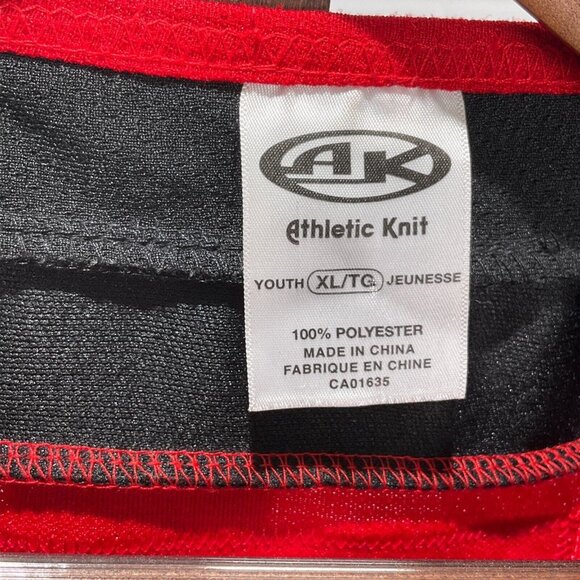 AK
Athletic Knit
YOUTH XL/TG JEUNESSE
100% POLYESTER
MADE IN CHINA
FABRIQUE EN CHINE
CA01635